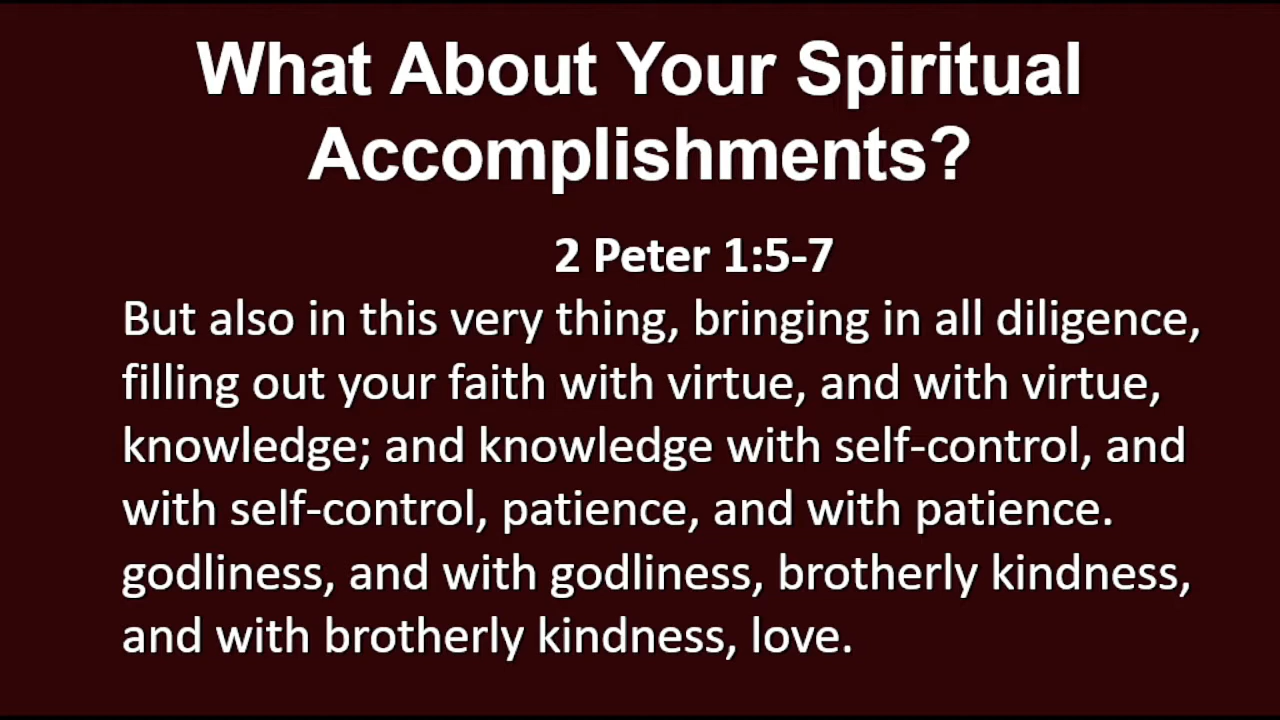 What About Your Spiritual
Accomplishments?
2 Peter 1:5-7
But also in this very thing, bringing in all diligence,
filling out your faith with virtue, and with virtue,
knowledge; and knowledge with self-control, and
with self-control, patience, and with patience.
godliness, and with godliness, brotherly kindness,
and with brotherly kindness, love.